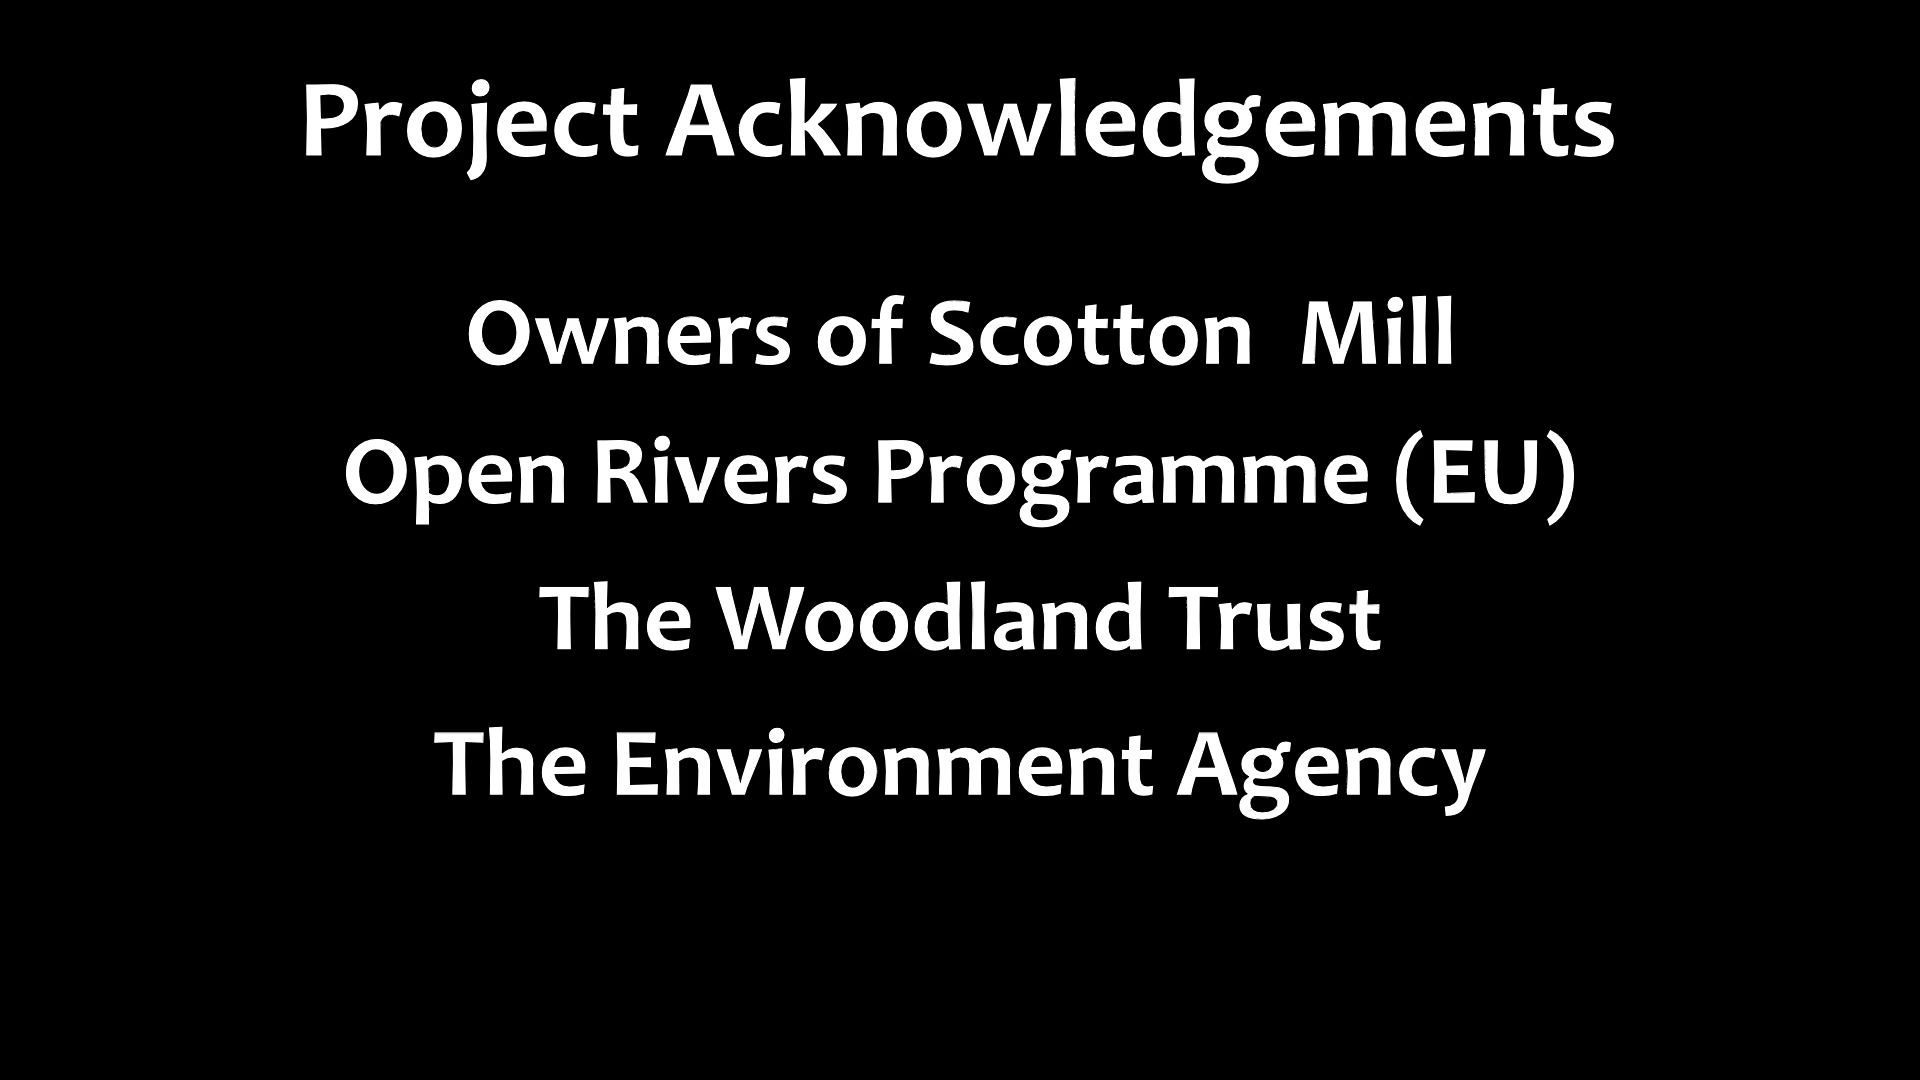 Project Acknowledgements
Owners of Scotton  Mill
Open Rivers Programme (EU)
The Woodland Trust
The Environment Agency